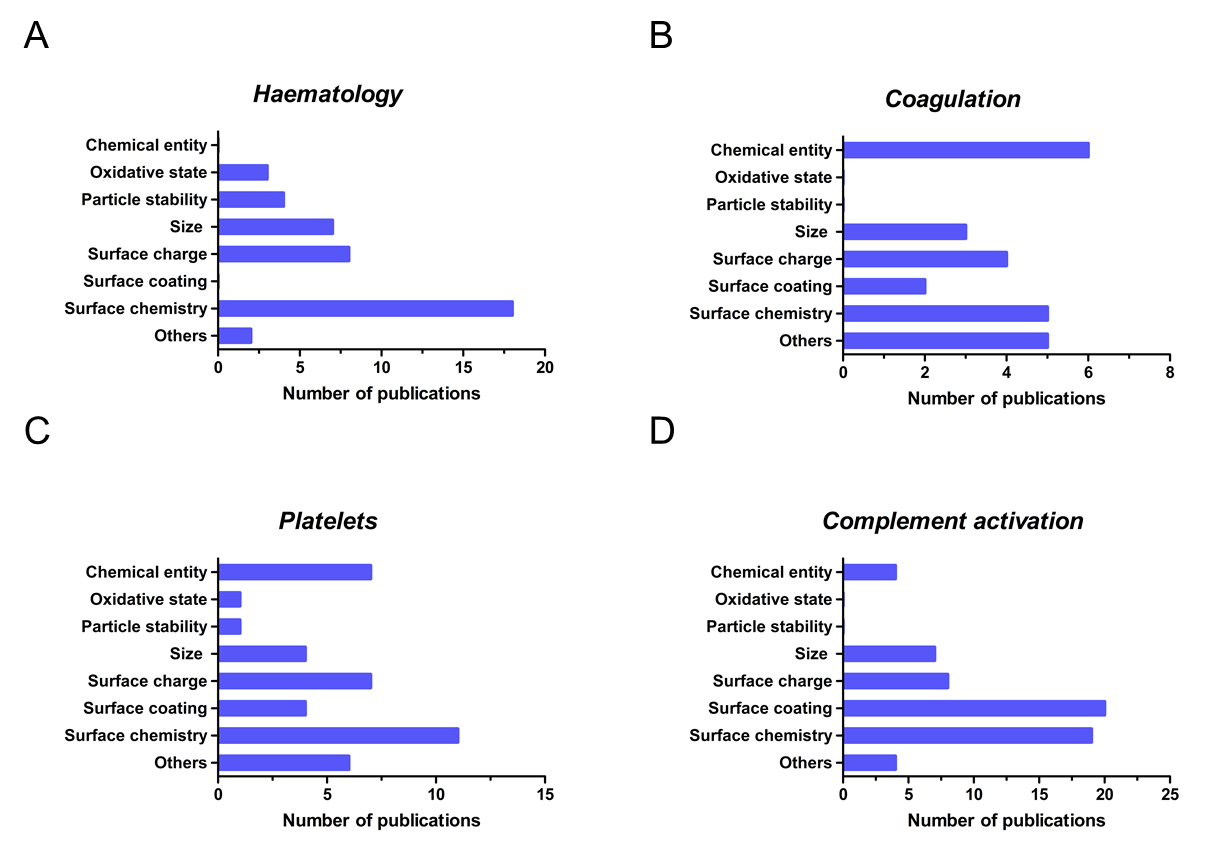 A
Haematology
Chemical entity
Oxidative state
Particle stability
Size
Surface charge
Surface coating
Surface chemistry
Others
0 5 10 15 20
Number of publications
B
Coagulation
Chemical entity
Oxidative state
Particle stability
Size
Surface charge
Surface coating
Surface chemistry
Others
0 2 4 6 8
Number of publications
C
Platelets
Chemical entity
Oxidative state
Particle stability
Size
Surface charge
Surface coating
Surface chemistry
Others
0 5 10 15
Number of publications
D
Complement activation
Chemical entity
Oxidative state
Particle stability
Size
Surface charge
Surface coating
Surface chemistry
Others
0 5 10 15 20 25
Number of publications